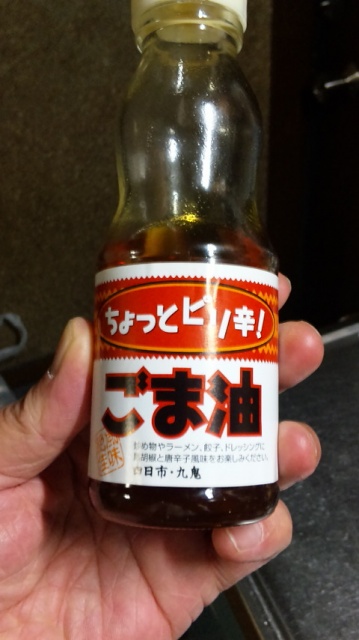 ちょっとピリ辛!
ごま油
炒め物やラーメン、餃子、ドレッシングに
黒胡椒と唐辛子風味をお楽しみください。
四日市・九鬼